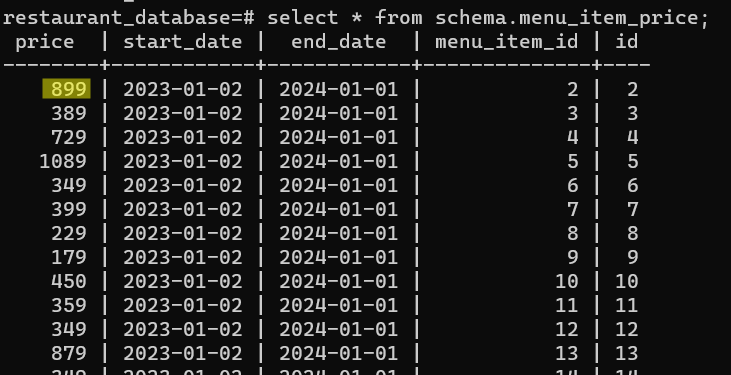 restaurant_database=# select * from schema.menu_item_price;
price | start_date | end_date | menu_item_id | id
-------+------------+------------+--------------+----
899 | 2023-01-02 | 2024-01-01 | 2 | 2
389 | 2023-01-02 | 2024-01-01 | 3 | 3
729 | 2023-01-02 | 2024-01-01 | 4 | 4
1089 | 2023-01-02 | 2024-01-01 | 5 | 5
349 | 2023-01-02 | 2024-01-01 | 6 | 6
399 | 2023-01-02 | 2024-01-01 | 7 | 7
229 | 2023-01-02 | 2024-01-01 | 8 | 8
179 | 2023-01-02 | 2024-01-01 | 9 | 9
450 | 2023-01-02 | 2024-01-01 | 10 | 10
359 | 2023-01-02 | 2024-01-01 | 11 | 11
349 | 2023-01-02 | 2024-01-01 | 12 | 12
879 | 2023-01-02 | 2024-01-01 | 13 | 13